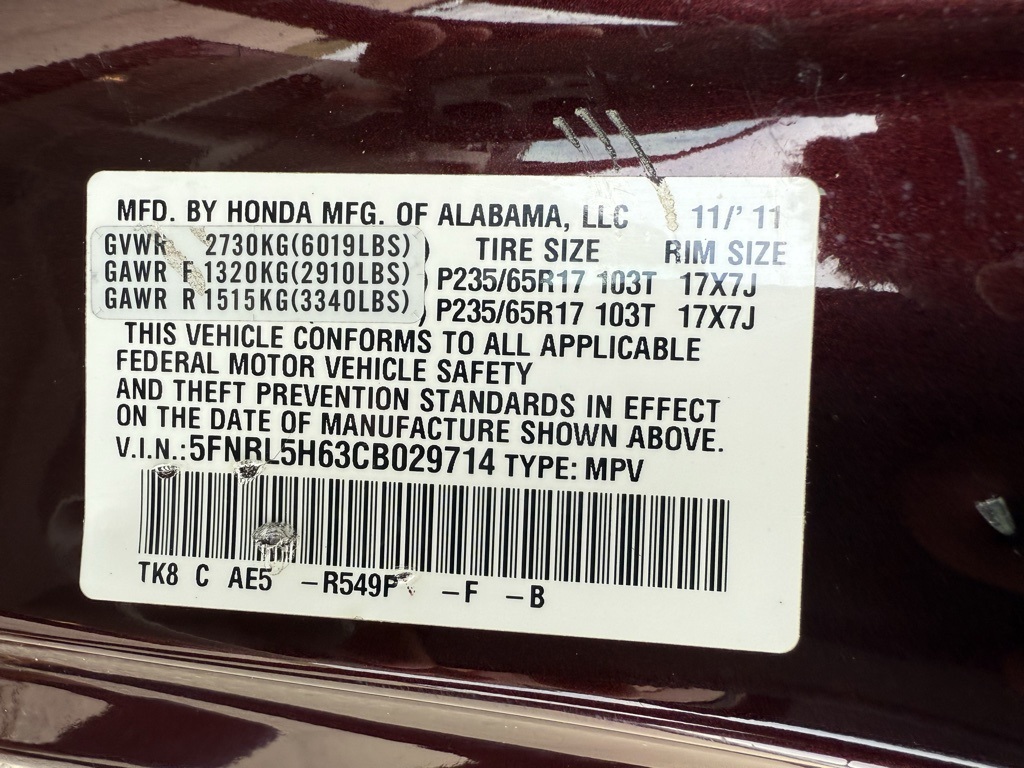 MFD. BY HONDA MFG. OF ALABAMA, LLC 11/'11
GVWR 2730KG(6019LBS) TIRE SIZE RIM SIZE
GAWR F 1320KG(2910LBS) P235/65R17 103T 17X7J
GAWR R 1515KG(3340LBS) P235/65R17 103T 17X7J
THIS VEHICLE CONFORMS TO ALL APPLICABLE
FEDERAL MOTOR VEHICLE SAFETY
AND THEFT PREVENTION STANDARDS IN EFFECT
ON THE DATE OF MANUFACTURE SHOWN ABOVE.
V.I.N.:5FNRL5H63CB029714 TYPE: MPV
TK8 C AE5 -R549P -F -B